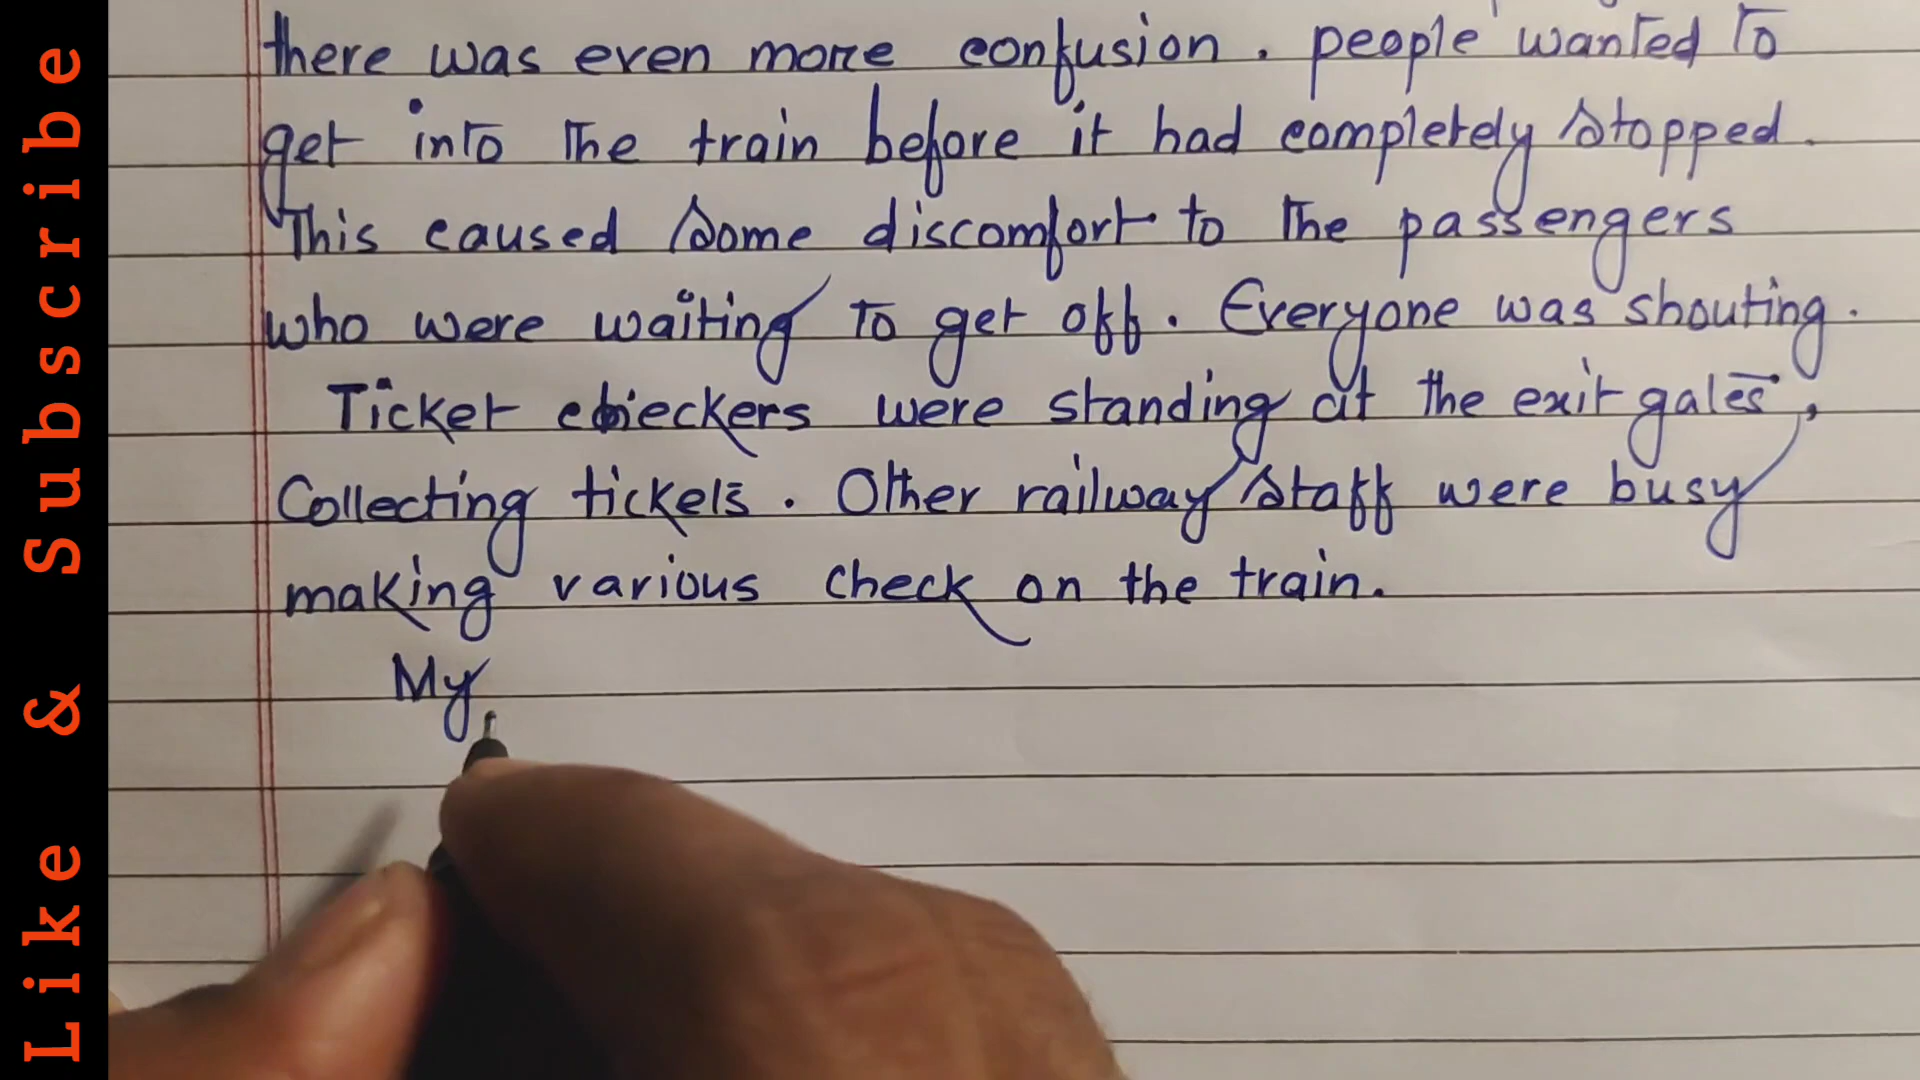 Like & Subscribe
there was even more confusion. people wanted to
get into the train before it had completely stopped.
This caused some discomfort to the passengers
who were waiting to get off. Everyone was shouting.
Ticket checkers were standing at the exit gates,
Collecting tickets. Other railway staff were busy
making various check on the train.
My